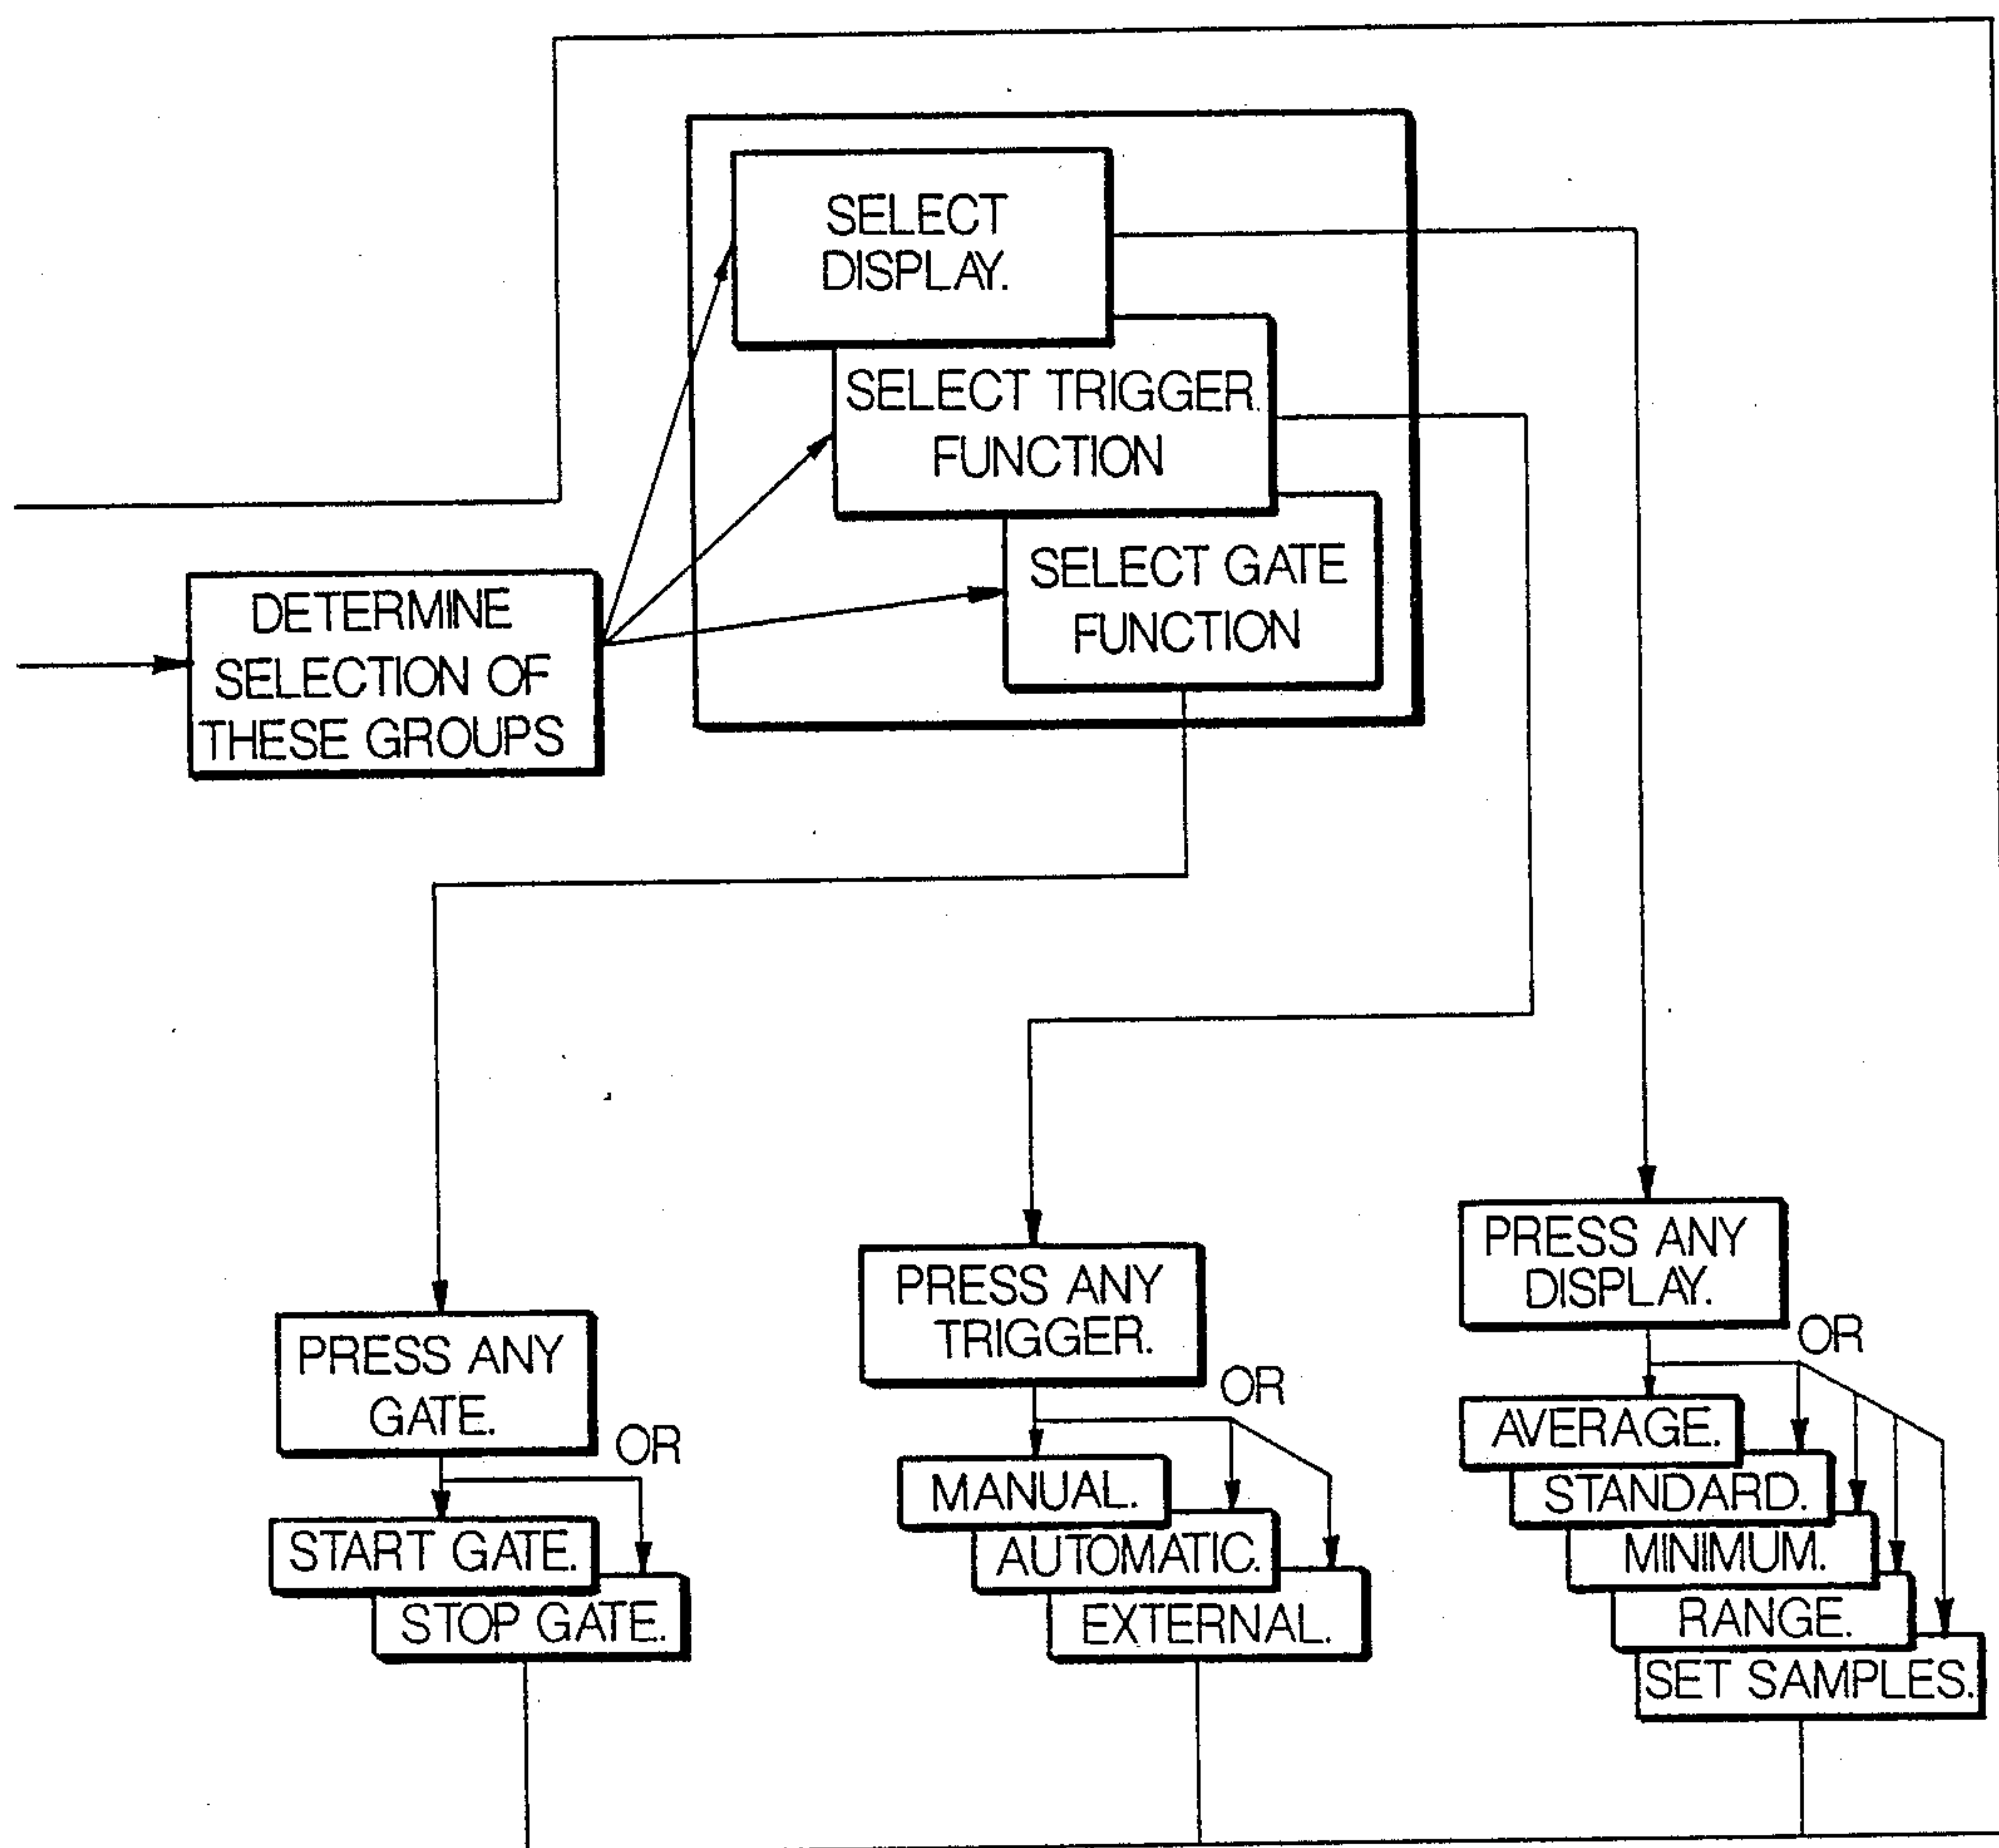 SELECT
DISPLAY.
SELECT TRIGGER.
FUNCTION
SELECT GATE
FUNCTION
DETERMINE
SELECTION OF
THESE GROUPS
PRESS ANY
GATE.
OR
START GATE.
STOP GATE.
PRESS ANY
TRIGGER.
OR
MANUAL.
AUTOMATIC.
EXTERNAL.
PRESS ANY
DISPLAY.
OR
AVERAGE.
STANDARD.
MINIMUM.
RANGE.
SET SAMPLES.